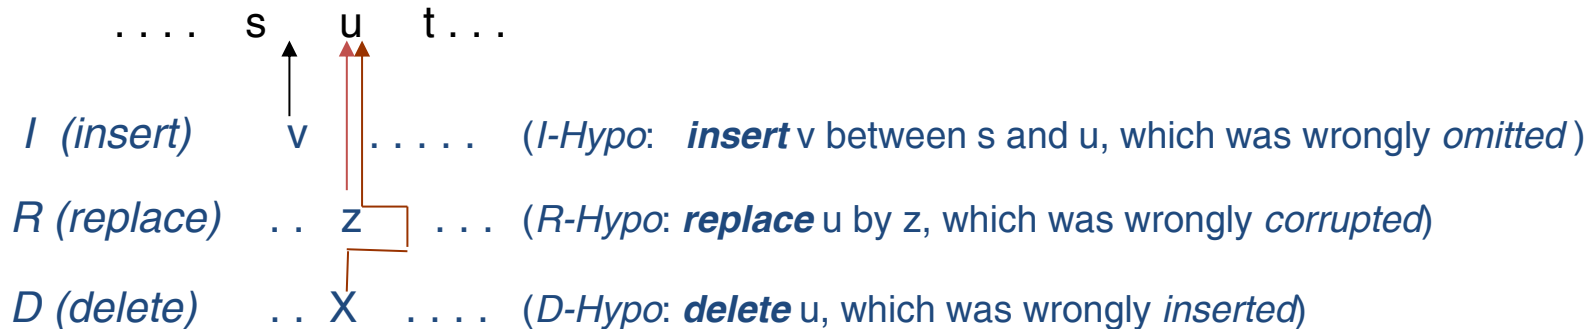 . . . . s u t . . .
I (insert) v . . . . . (I-Hypo: insert v between s and u, which was wrongly omitted )
R (replace) . . z . . . (R-Hypo: replace u by z, which was wrongly corrupted)
D (delete) . . X . . . . (D-Hypo: delete u, which was wrongly inserted)